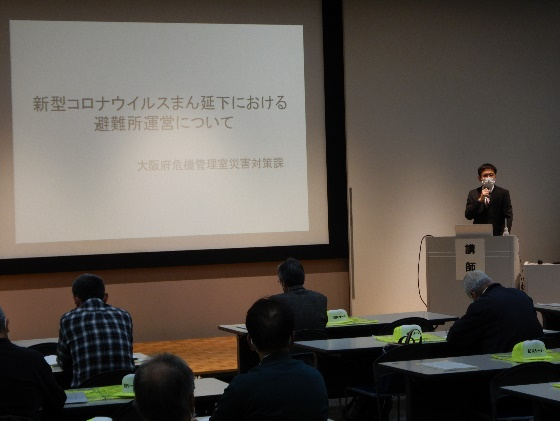 新型コロナウイルスまん延下における
避難所運営について
大阪府危機管理室災害対策課
講師